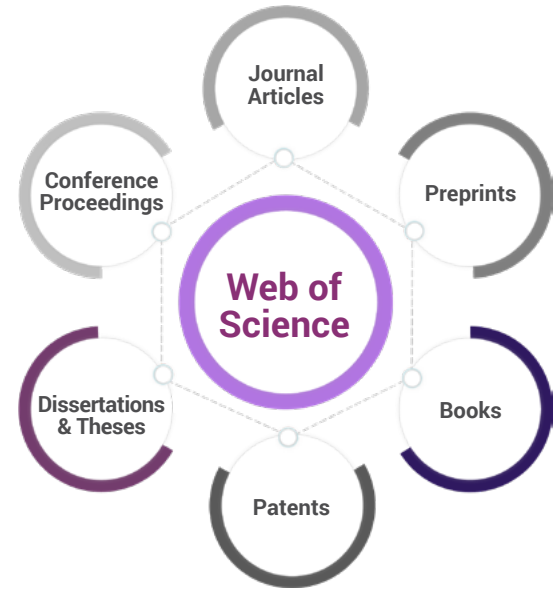 Journal
Articles
Conference
Proceedings
Preprints
Web of
Science
Dissertations
& Theses
Books
Patents